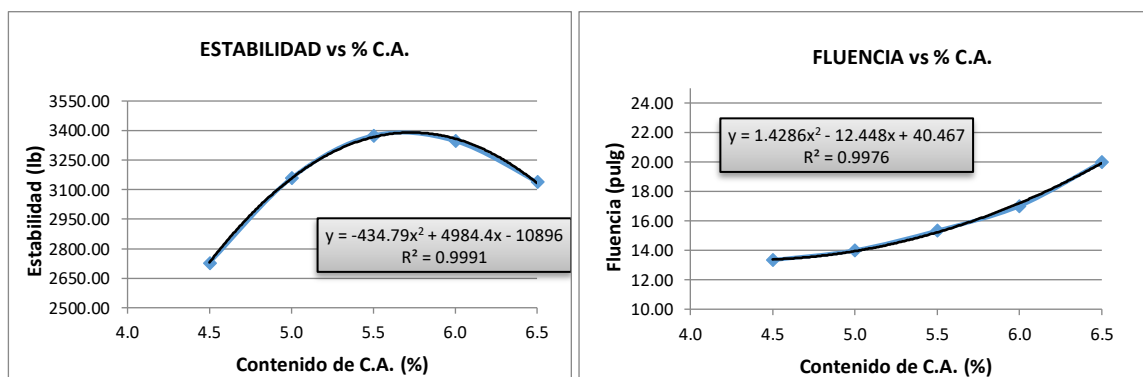 ESTABILIDAD vs % C.A.
Estabilidad (lb)
3550.00
3400.00
3250.00
3100.00
2950.00
2800.00
2650.00
2500.00
y = -434.79x² + 4984.4x - 10896
R² = 0.9991
4.0 4.5 5.0 5.5 6.0 6.5
Contenido de C.A. (%)
FLUENCIA vs % C.A.
Fluencia (pulg)
24.00
22.00
20.00
18.00
16.00
14.00
12.00
10.00
y = 1.4286x² - 12.448x + 40.467
R² = 0.9976
4.0 4.5 5.0 5.5 6.0 6.5
Contenido de C.A. (%)